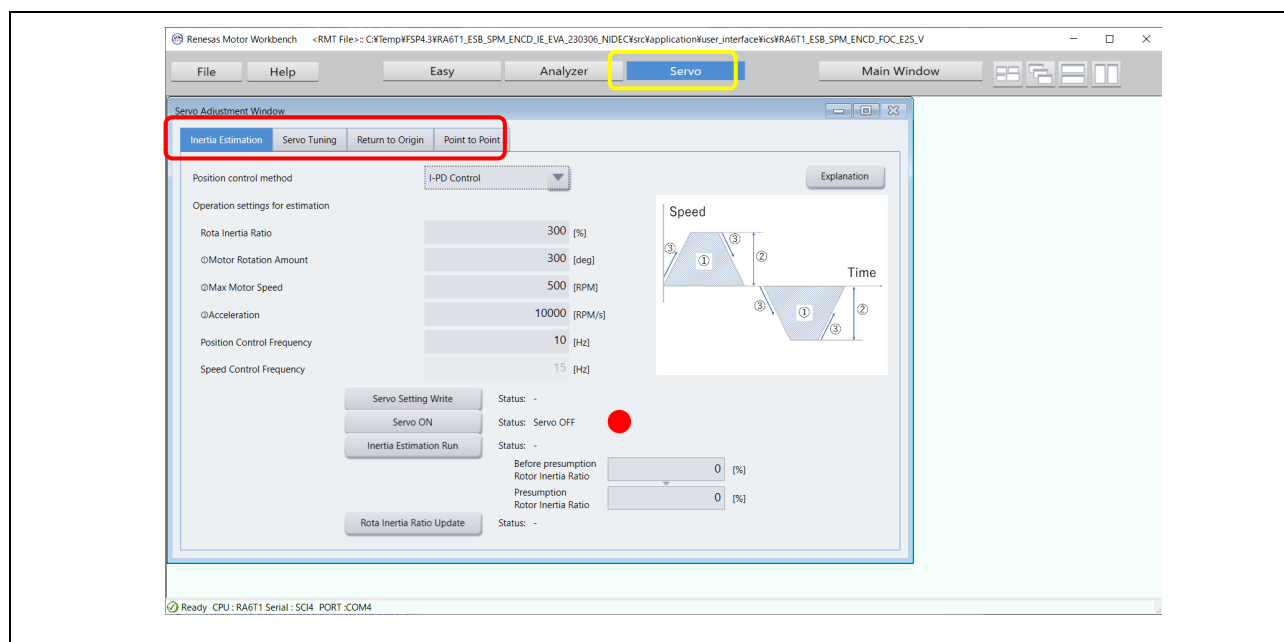 Renesas Motor Workbench <RMT File>:: C:¥Temp¥FSP4.3¥RA6T1_ESB_SPM_ENCD_IE_EVA_230306_NIDEC¥src¥application¥user_interface¥ics¥RA6T1_ESB_SPM_ENCD_FOC_E2S_V
File Help Easy Analyzer Servo Main Window
Servo Adjustment Window
Inertia Estimation Servo Tuning Return to Origin Point to Point
Position control method I-PD Control Explanation
Operation settings for estimation
Speed
Rota Inertia Ratio 300 [%]
①Motor Rotation Amount 300 [deg]
②Max Motor Speed 500 [RPM]
③Acceleration 10000 [RPM/s]
Position Control Frequency 10 [Hz]
Speed Control Frequency 15 [Hz]
③ ① ③ ② Time
③ ① ③ ②
Servo Setting Write Status: -
Servo ON Status: Servo OFF
Inertia Estimation Run Status: -
Before presumption
Rotor Inertia Ratio 0 [%]
Presumption
Rotor Inertia Ratio 0 [%]
Rota Inertia Ratio Update Status: -
Ready CPU : RA6T1 Serial : SCI4 PORT :COM4